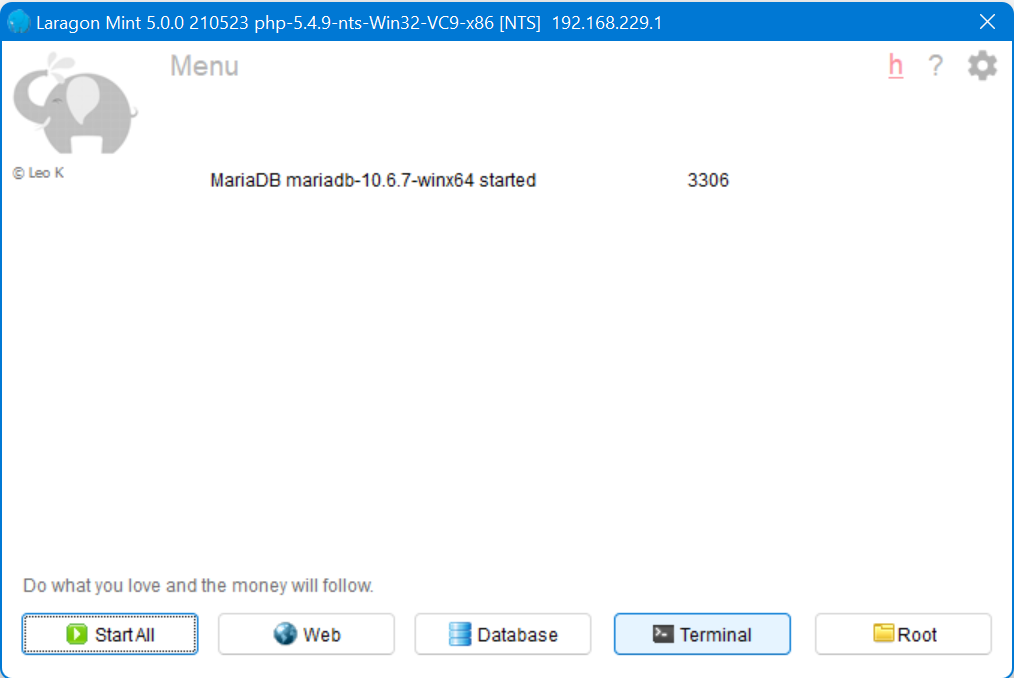 Laragon Mint 5.0.0 210523 php-5.4.9-nts-Win32-VC9-x86 [NTS] 192.168.229.1
Menu h ?
© Leo K
MariaDB mariadb-10.6.7-winx64 started 3306
Do what you love and the money will follow.
Start All Web Database Terminal Root